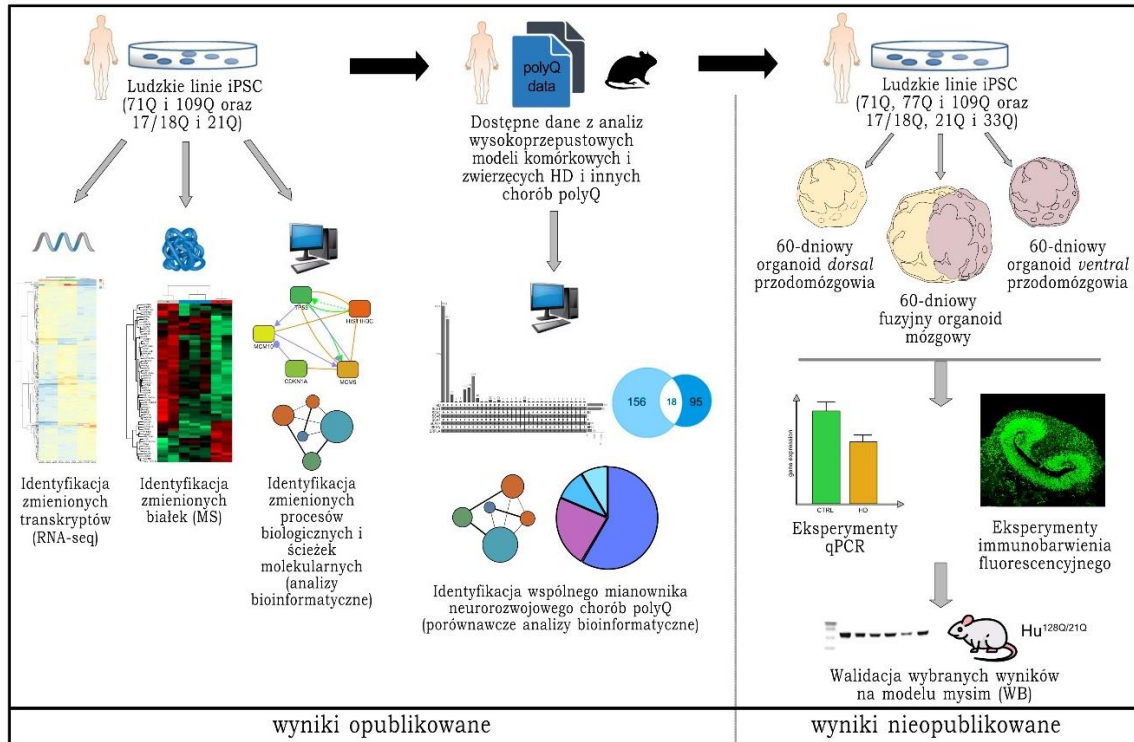 Ludzkie linie iPSC
(71Q i 109Q oraz
17/18Q i 21Q)
Identyfikacja
zmienionych
transkryptów
(RNA-seq)
Identyfikacja
zmienionych
białek (MS)
TP53
HIST1H3C
MCM10
CDKN1A
MCM5
Identyfikacja
zmienionych
procesów
biologicznych i
ścieżek
molekularnych
(analizy
bioinformatyczne)
polyQ
data
Dostępne dane z analiz
wysokoprzepustowych
modeli komórkowych i
zwierzęcych HD i innych
chorób polyQ
156
18
95
Identyfikacja wspólnego mianownika
neurorozwojowego chorób polyQ
(porównawcze analizy bioinformatyczne)
Ludzkie linie iPSC
(71Q, 77Q i 109Q oraz
17/18Q, 21Q i 33Q)
60-dniowy
organoid dorsal
przodomózgowia
60-dniowy
fuzyjny organoid
mózgowy
60-dniowy
organoid ventral
przodomózgowia
gene expression
CTRL
HD
Eksperymenty
qPCR
Eksperymenty
immunobarwienia
fluorescencyjnego
Hu128Q/21Q
Walidacja wybranych wyników
na modelu mysim (WB)
wyniki opublikowane
wyniki nieopublikowane